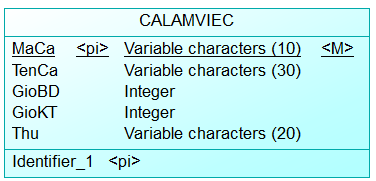 CALAMVIEC
MaCa <pi> Variable characters (10) <M>
TenCa Variable characters (30)
GioBD Integer
GioKT Integer
Thu Variable characters (20)
Identifier_1 <pi>